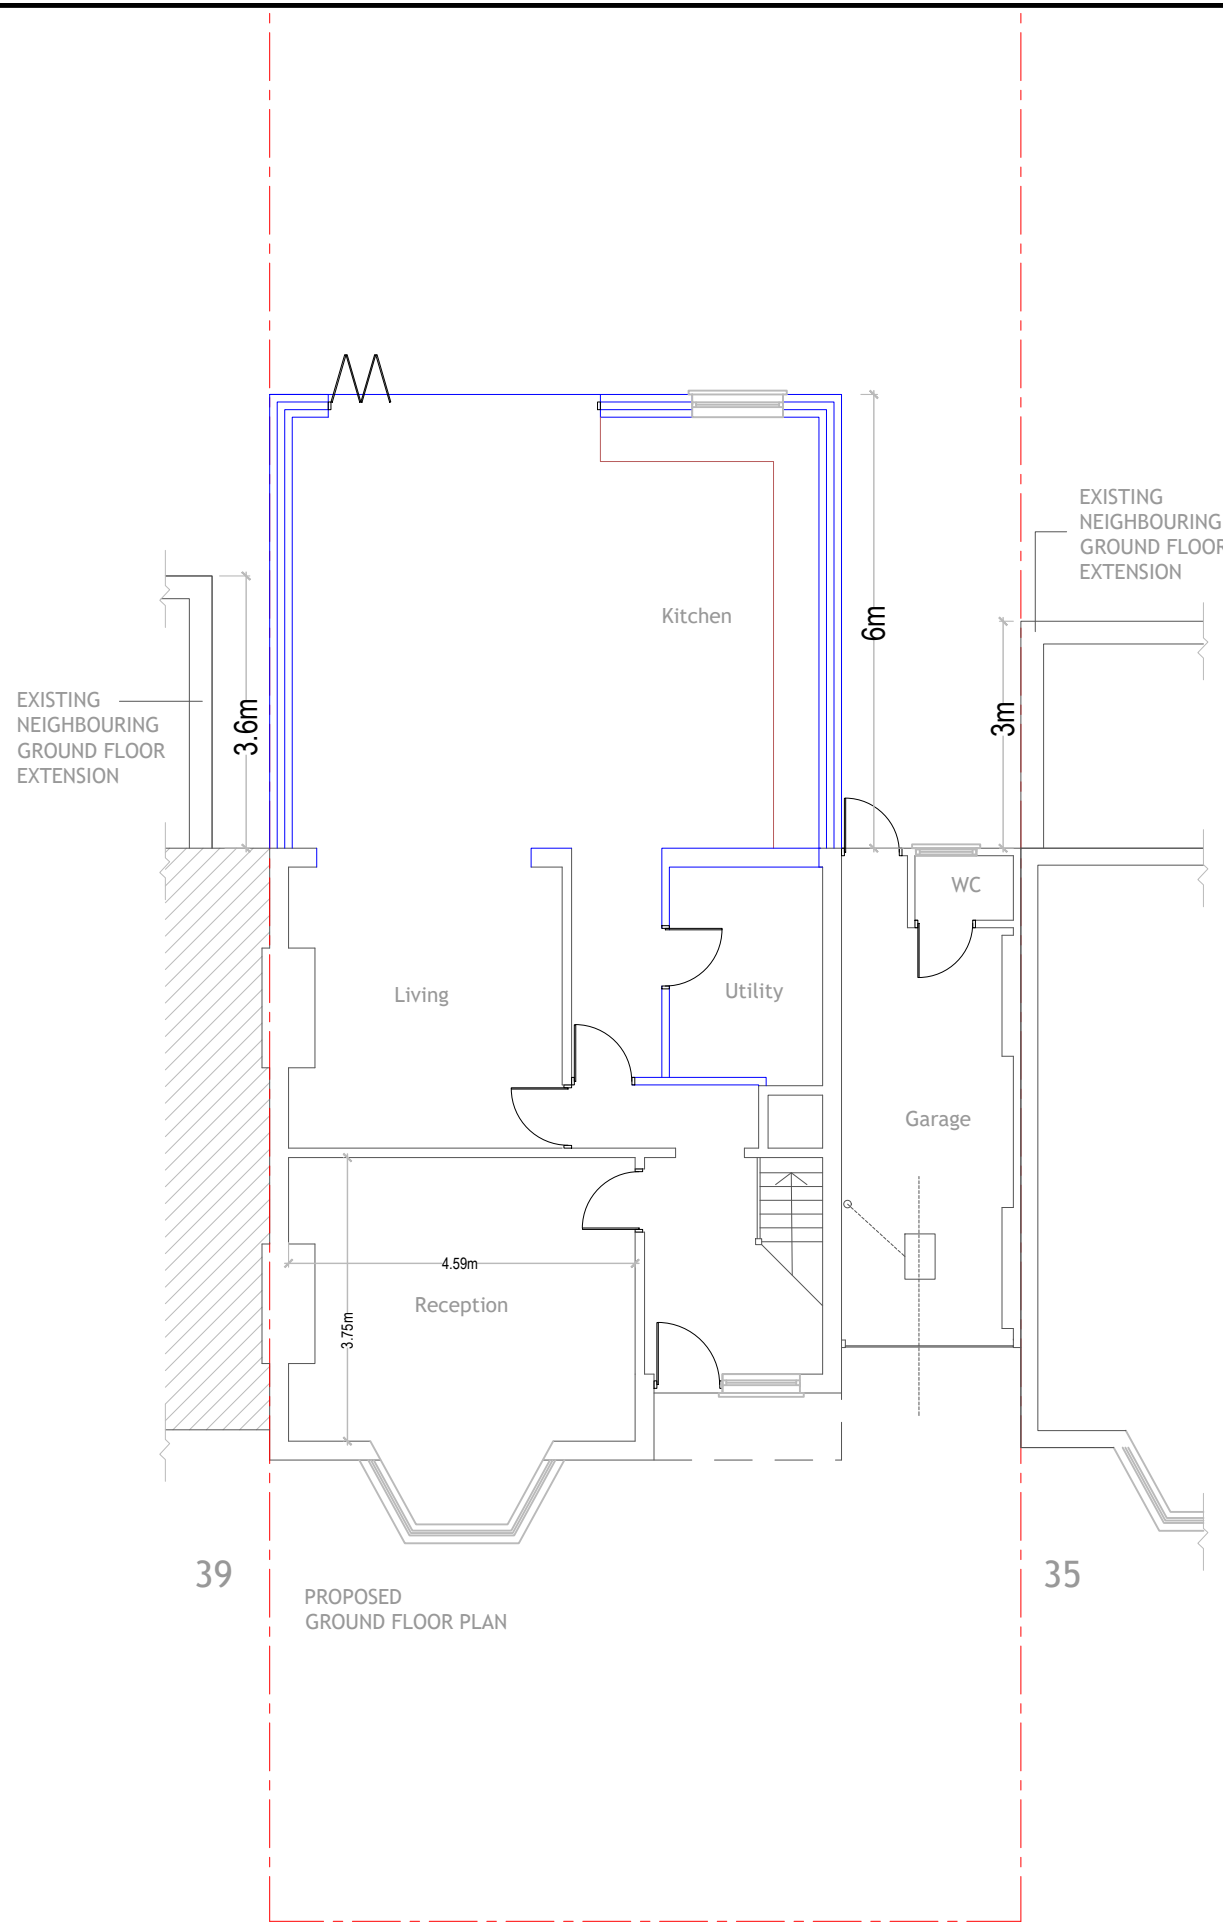 EXISTING
NEIGHBOURING
GROUND FLOOR
EXTENSION
Kitchen
6m
EXISTING
NEIGHBOURING
GROUND FLOOR
EXTENSION
3.6m
3m
WC
Living
Utility
Garage
4.59m
Reception
3.75m
39
35
PROPOSED
GROUND FLOOR PLAN